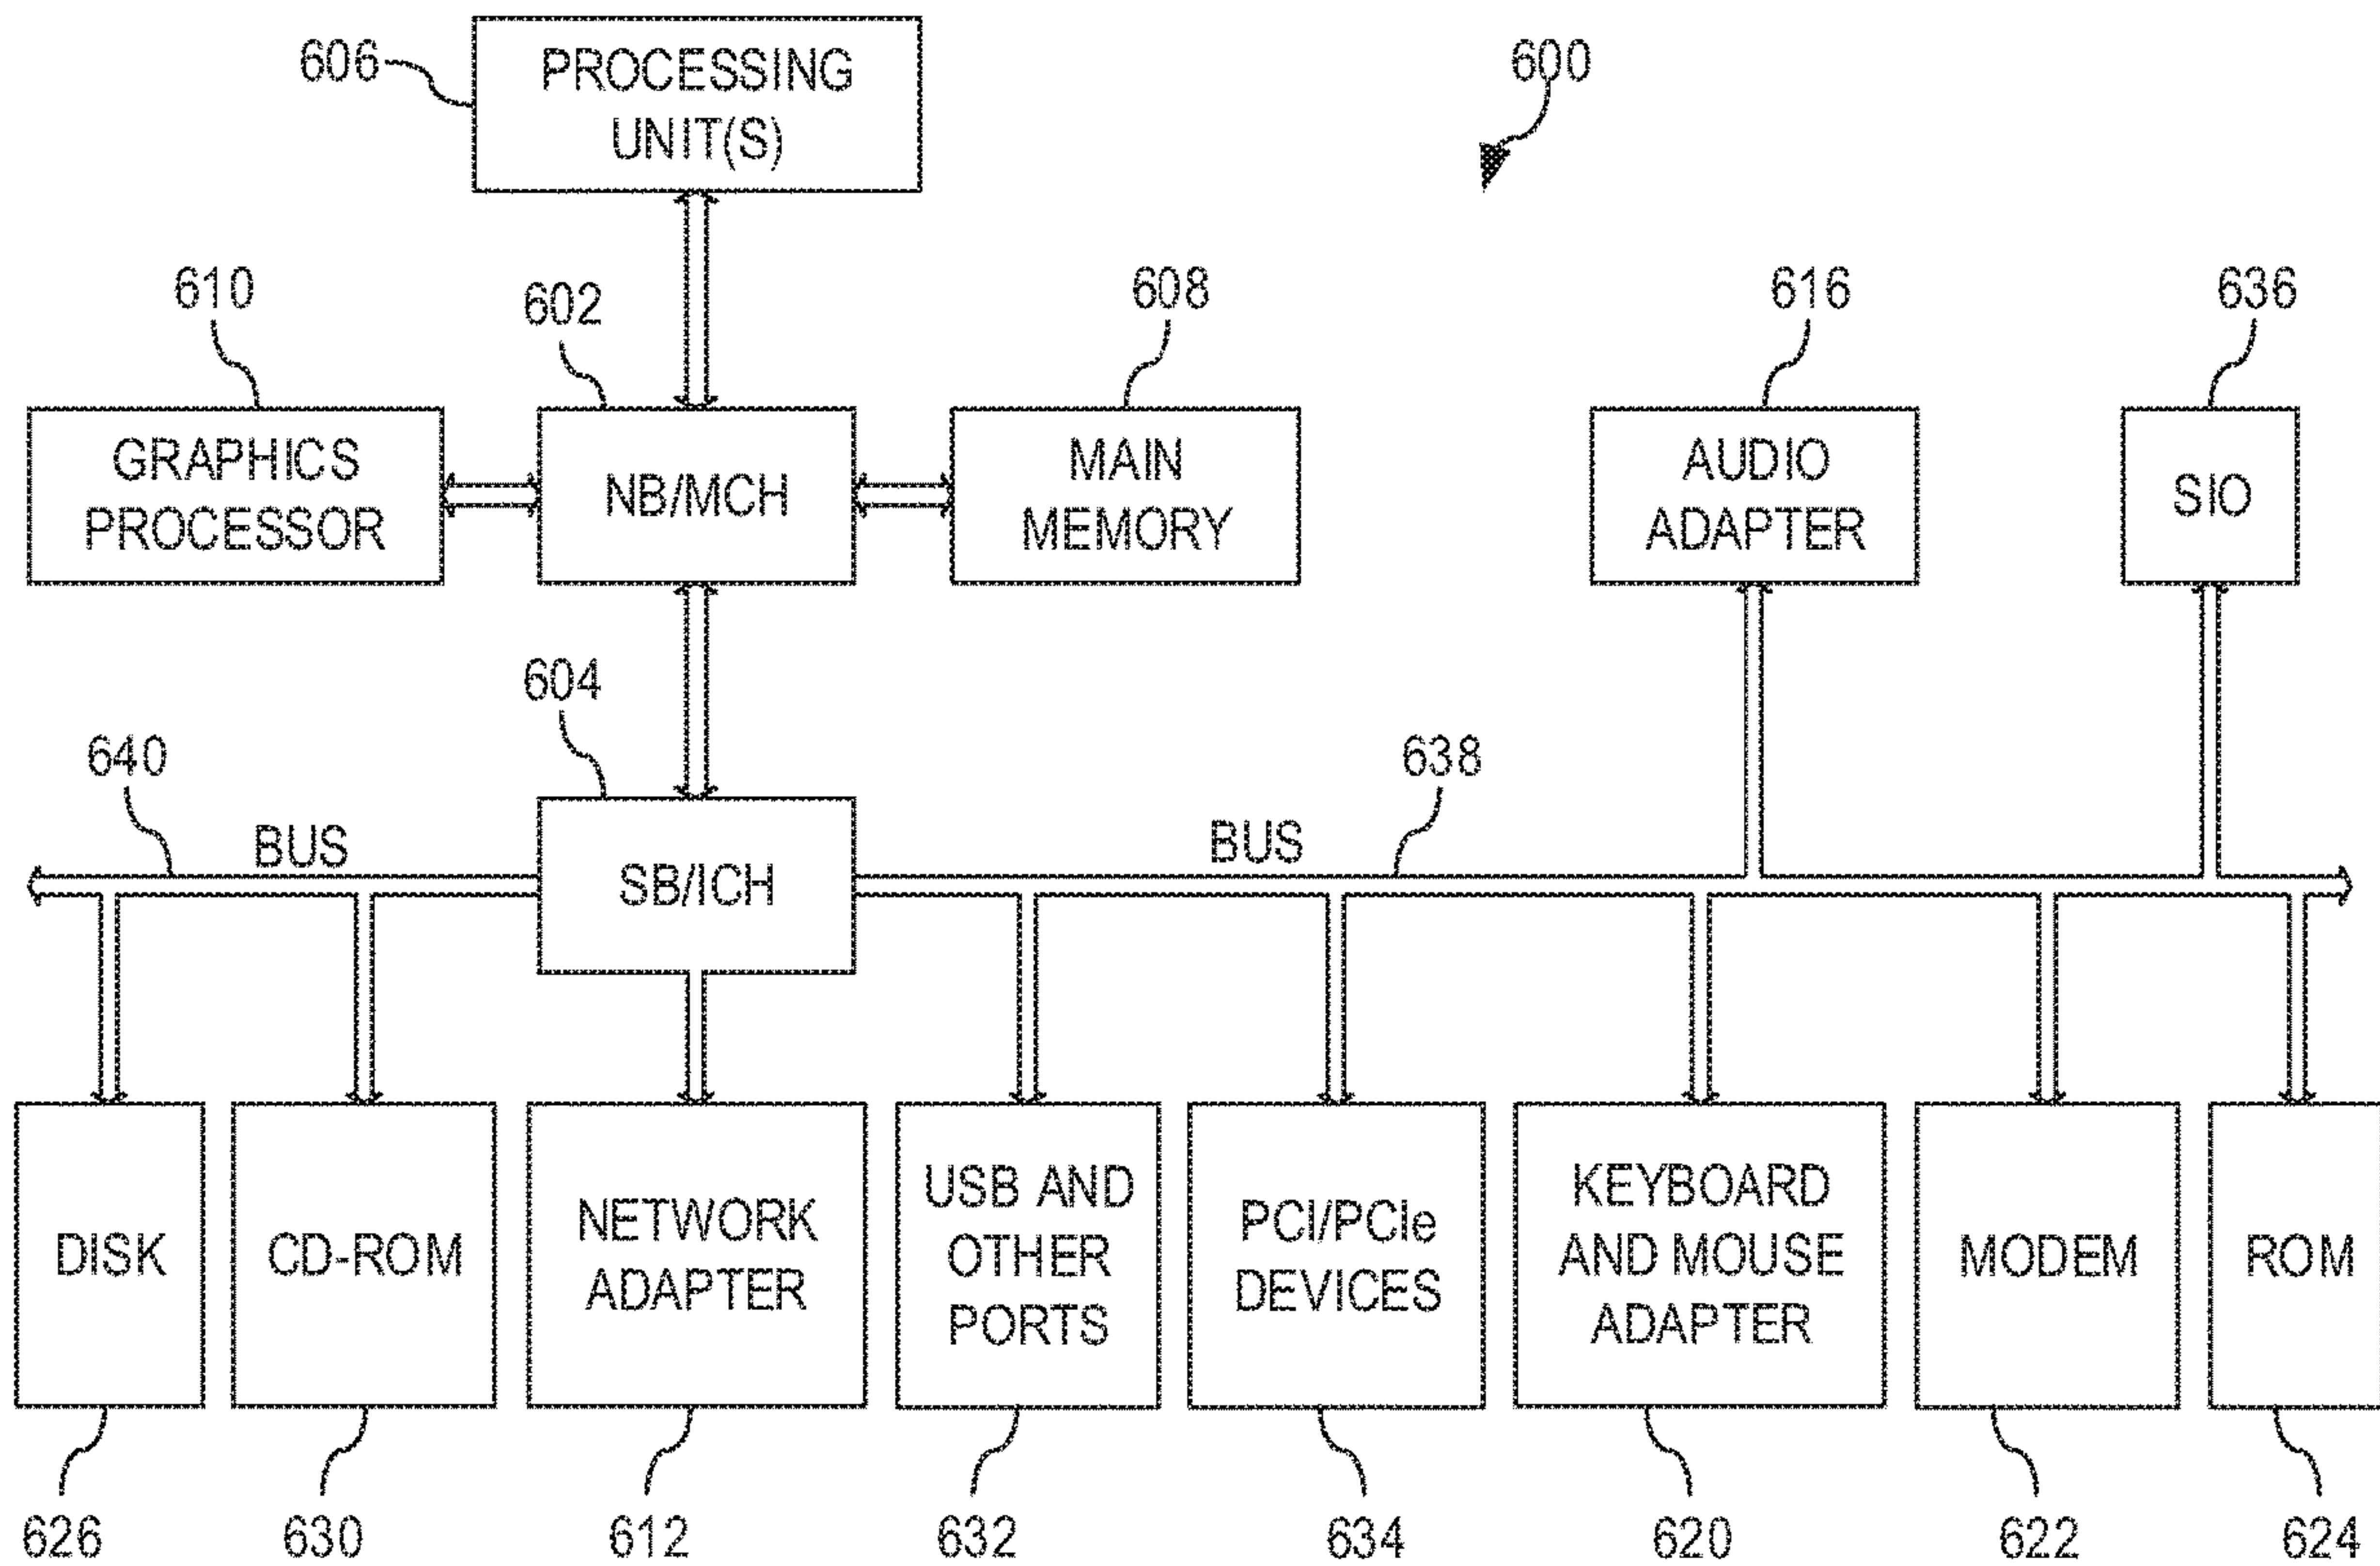 606
PROCESSING
UNIT(S)
600
610
602
608
616
636
GRAPHICS
PROCESSOR
NB/MCH
MAIN
MEMORY
AUDIO
ADAPTER
SIO
604
640
638
BUS
SB/ICH
BUS
DISK
CD-ROM
NETWORK
ADAPTER
USB AND
OTHER
PORTS
PCI/PCIe
DEVICES
KEYBOARD
AND MOUSE
ADAPTER
MODEM
ROM
626
630
612
632
634
620
622
624